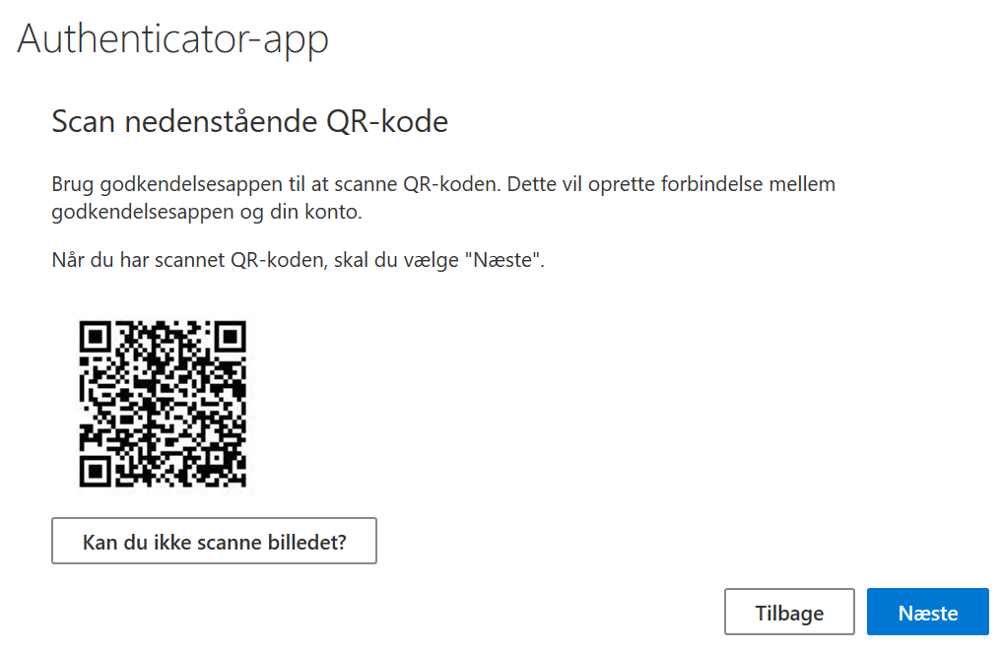 Authenticator-app
Scan nedenstående QR-kode
Brug godkendelsesappen til at scanne QR-koden. Dette vil oprette forbindelse mellem
godkendelsesappen og din konto.
Når du har scannet QR-koden, skal du vælge "Næste".
Kan du ikke scanne billedet?
Tilbage
Næste